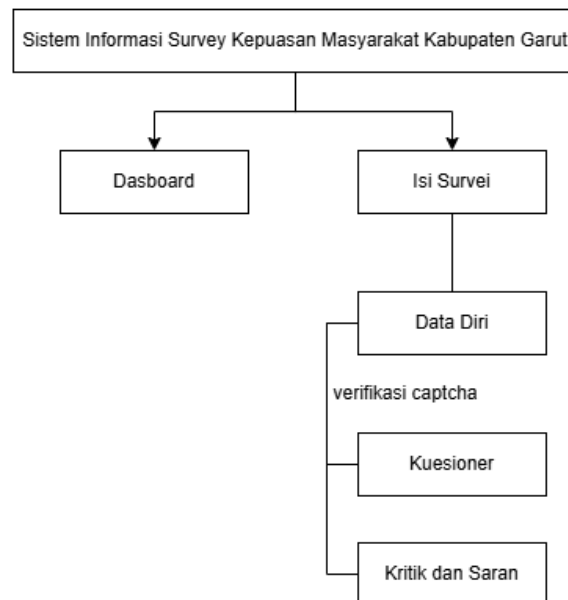 Sistem Informasi Survey Kepuasan Masyarakat Kabupaten Garut
Dasboard
Isi Survei
Data Diri
verifikasi captcha
Kuesioner
Kritik dan Saran